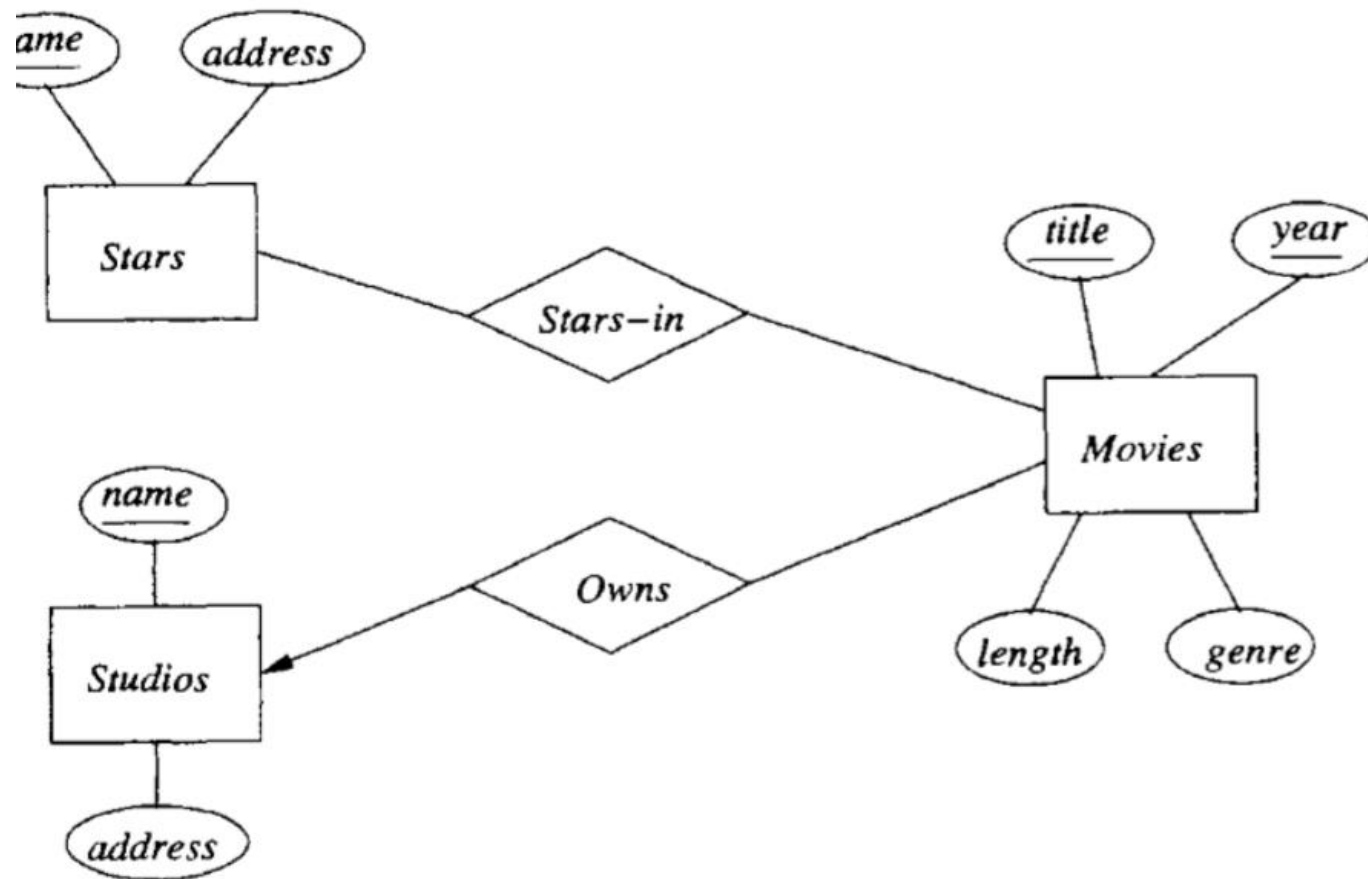 ame
address
Stars
Stars-in
title
year
Movies
name
Owns
Studios
length
genre
address